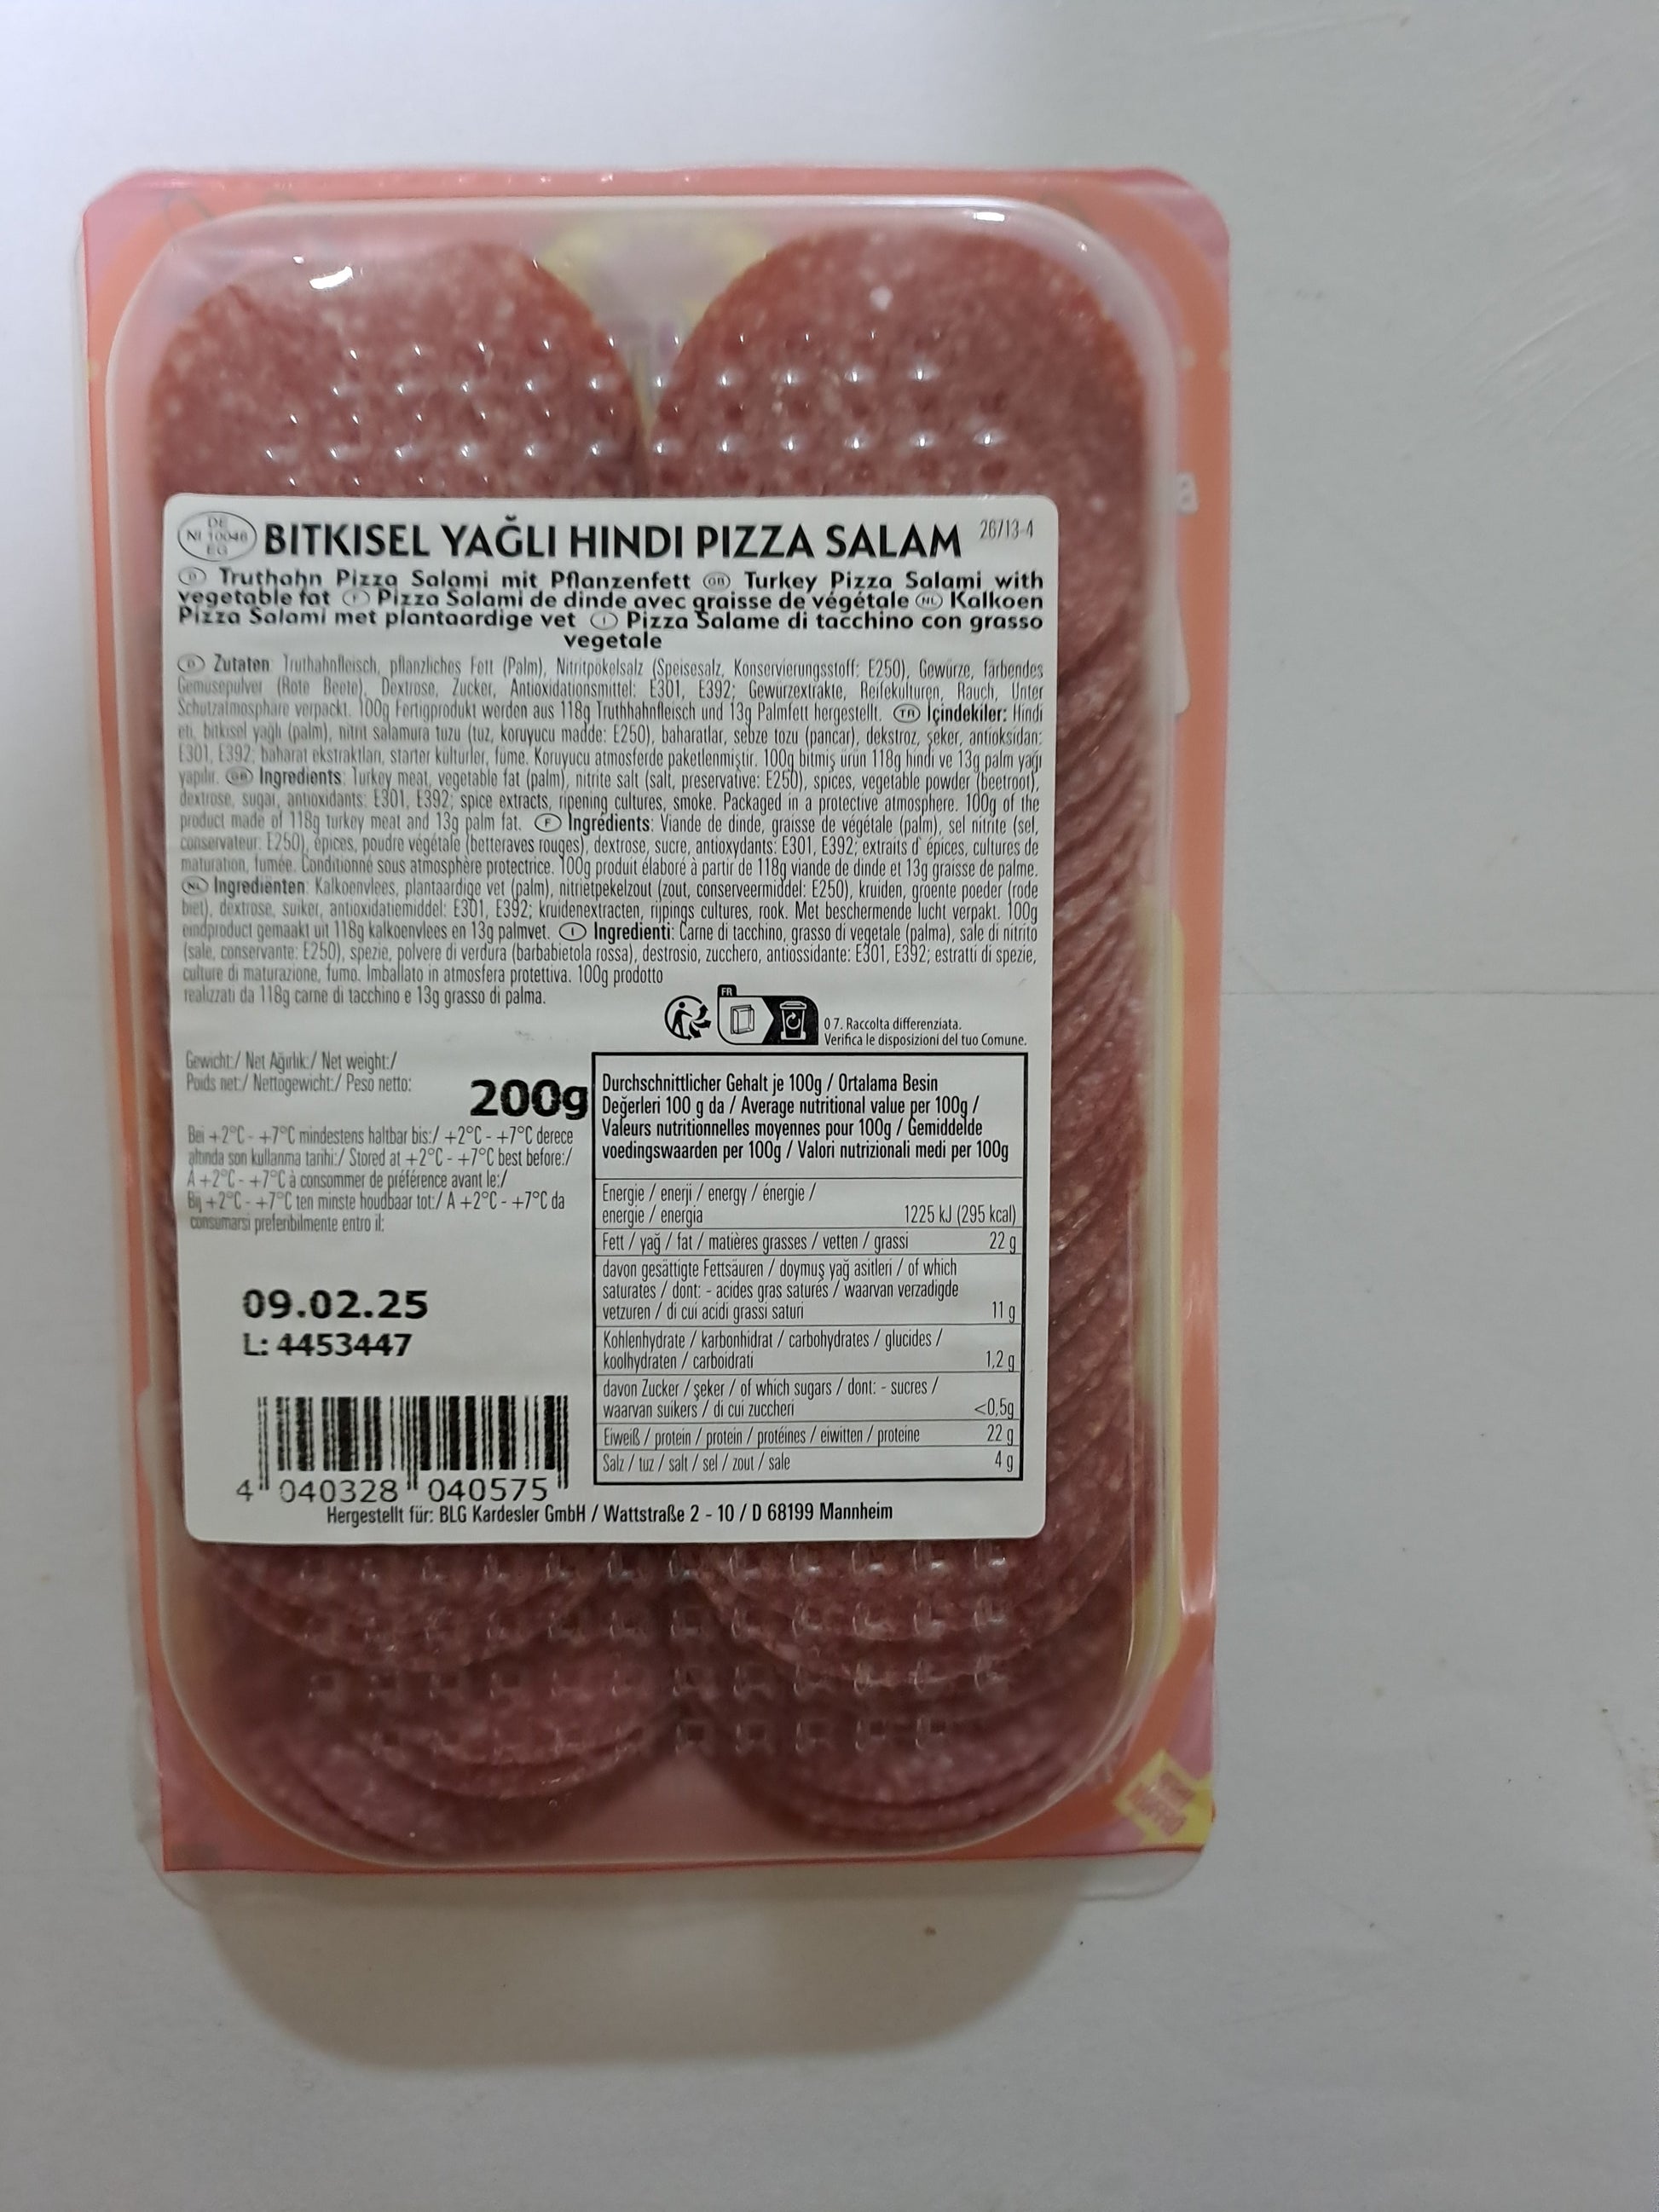 DE
NI 10046
EG
BITKISEL YAĞLI HINDI PIZZA SALAM
26713-4
D Truthahn Pizza Salami mit Pflanzenfett GB Turkey Pizza Salami with
vegetable fat F Pizza Salami de dinde avec graisse de végétale NL Kalkoen
Pizza Salami met plantaardige vet I Pizza Salame di tacchino con grasso
vegetale
D Zutaten: Truthahnfleisch, pflanzliches Fett (Palm), Nitritpökelsalz (Speisesalz, Konservierungsstoff: E250), Gewürze, färbendes
Gemüsepulver (Rote Beete), Dextrose, Zucker, Antioxidationsmittel: E301, E392; Gewürzextrakte, Reifekulturen, Rauch, Unter
Schutzatmosphäre verpackt. 100g Fertigprodukt werden aus 118g Truthhahnfleisch und 13g Palmfett hergestellt. TR İçindekiler: Hindi
eti, bitkisel yağlı (palm), nitrit salamura tuzu (tuz, koruyucu madde: E250), baharatlar, sebze tozu (pancar), dekstroz, şeker, antioksidan:
E301, E392; baharat ekstraktları, starter kültürler, füme. Koruyucu atmosferde paketlenmiştir. 100g bitmiş ürün 118g hindi ve 13g palm yağı
yapılır. GB Ingredients: Turkey meat, vegetable fat (palm), nitrite salt (salt, preservative: E250), spices, vegetable powder (beetroot),
dextrose, sugar, antioxidants: E301, E392; spice extracts, ripening cultures, smoke. Packaged in a protective atmosphere. 100g of the
product made of 118g turkey meat and 13g palm fat. F Ingrédients: Viande de dinde, graisse de végétale (palm), sel nitrite (sel,
conservateur: E250), épices, poudre végétale (betteraves rouges), dextrose, sucre, antioxydants: E301, E392; extraits d' épices, cultures de
maturation, fumée. Conditionné sous atmosphère protectrice. 100g produit élaboré à partir de 118g viande de dinde et 13g graisse de palme.
NL Ingrediënten: Kalkoenvlees, plantaardige vet (palm), nitrietpekelzout (zout, conserveermiddel: E250), kruiden, groente poeder (rode
biet), dextrose, suiker, antioxidatiemiddel: E301, E392; kruidenextracten, rijpings cultures, rook. Met beschermende lucht verpakt. 100g
eindproduct gemaakt uit 118g kalkoenvlees en 13g palmvet. I Ingredienti: Carne di tacchino, grasso di vegetale (palma), sale di nitrito
(sale, conservante: E250), spezie, polvere di verdura (barbabietola rossa), destrosio, zucchero, antiossidante: E301, E392; estratti di spezie,
culture di maturazione, fumo. Imballato in atmosfera protettiva. 100g prodotto
realizzati da 118g carne di tacchino e 13g grasso di palma.
FR
0 7. Raccolta differenziata.
Verifica le disposizioni del tuo Comune.
Gewicht:/ Net Ağırlık:/ Net weight:/
Poids net:/ Nettogewicht:/ Peso netto:
200g
Bei +2°C - +7°C mindestens haltbar bis:/ +2°C - +7°C derece
altında son kullanma tarihi:/ Stored at +2°C - +7°C best before:/
À +2°C - +7°C à consommer de préférence avant le:/
Bij +2°C - +7°C ten minste houdbaar tot:/ A +2°C - +7°C da
consumarsi preferibilmente entro il:
09.02.25
L: 4453447
4 040328 040575
Durchschnittlicher Gehalt je 100g / Ortalama Besin
Değerleri 100 g da / Average nutritional value per 100g /
Valeurs nutritionnelles moyennes pour 100g / Gemiddelde
voedingswaarden per 100g / Valori nutrizionali medi per 100g
Energie / enerji / energy / énergie /
energie / energia 1225 kJ (295 kcal)
Fett / yağ / fat / matières grasses / vetten / grassi 22 g
davon gesättigte Fettsäuren / doymuş yağ asitleri / of which
saturates / dont: - acides gras saturés / waarvan verzadigde
vetzuren / di cui acidi grassi saturi 11 g
Kohlenhydrate / karbonhidrat / carbohydrates / glucides /
koolhydraten / carboidrati 1,2 g
davon Zucker / şeker / of which sugars / dont: - sucres /
waarvan suikers / di cui zuccheri <0,5g
Eiweiß / protein / protein / protéines / eiwitten / proteine 22 g
Salz / tuz / salt / sel / zout / sale 4 g
Hergestellt für: BLG Kardesler GmbH / Wattstraße 2 - 10 / D 68199 Mannheim